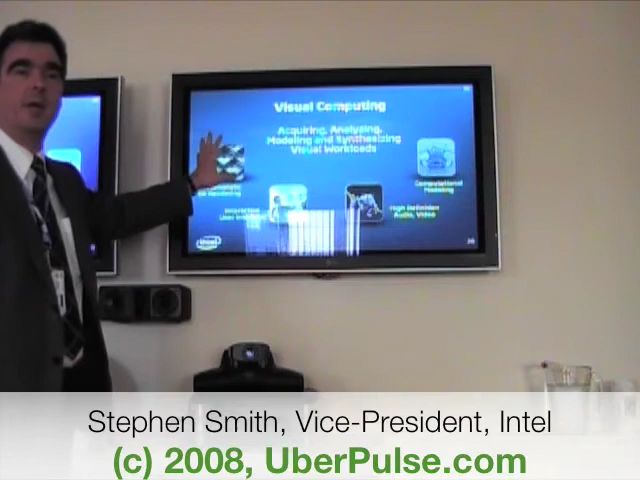 Visual Computing
Acquiring, Analyzing,
Modeling and Synthesizing
Visual Workloads
Computational
Modeling
High Definition
Audio, Video
Interactive
intel
Stephen Smith, Vice-President, Intel
(c) 2008, UberPulse.com